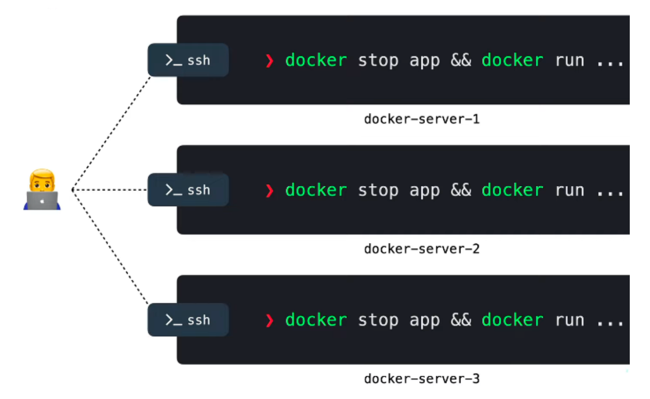 >_ ssh
❯ docker stop app && docker run ...
docker-server-1
>_ ssh
❯ docker stop app && docker run ...
docker-server-2
>_ ssh
❯ docker stop app && docker run ...
docker-server-3